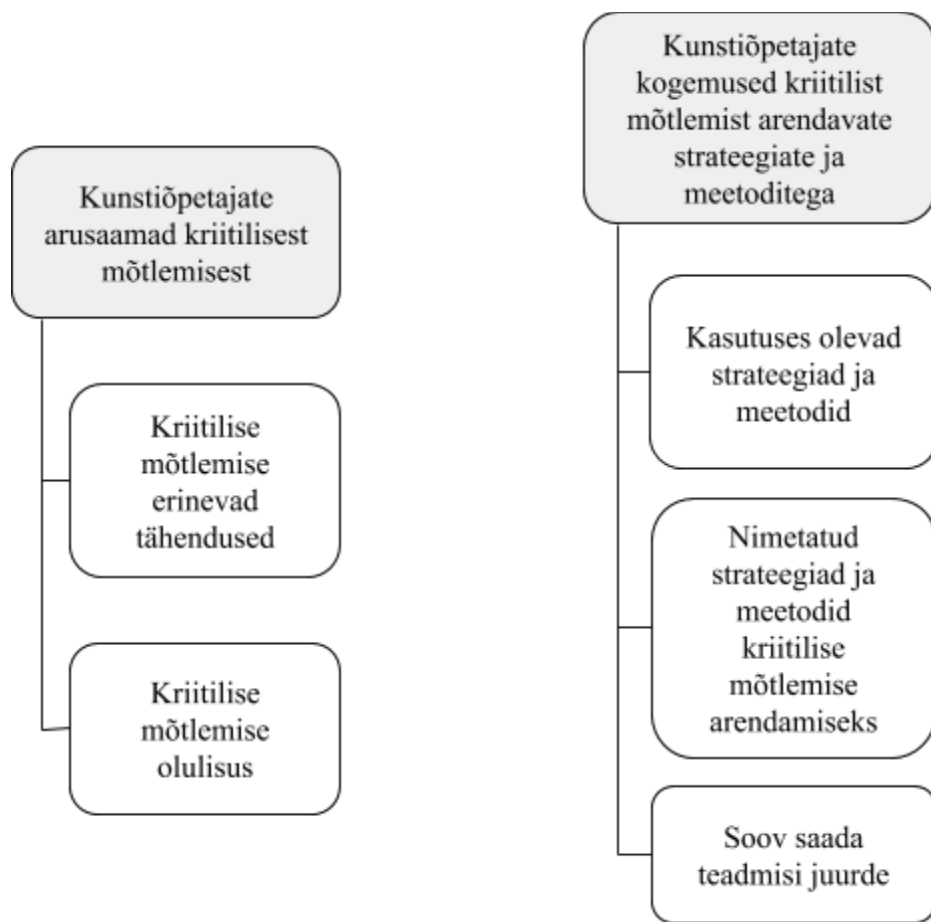 Kunstiõpetajate
arusaamad kriitilisest
mõtlemisest
Kriitilise
mõtlemise
erinevad
tähendused
Kriitilise
mõtlemise
olulisus
Kunstiõpetajate
kogemused kriitilist
mõtlemist arendavate
strateegiate ja
meetoditega
Kasutuses olevad
strateegiad ja
meetodid
Nimetatud
strateegiad ja
meetodid
kriitilise
mõtlemise
arendamiseks
Soov saada
teadmisi juurde